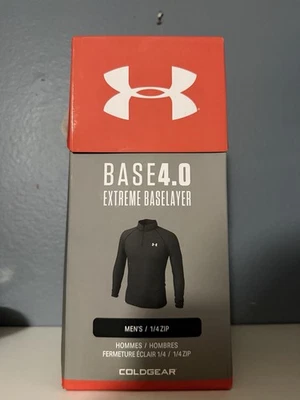 BASE4.0
EXTREME BASELAYER
MEN'S / 1/4 ZIP
HOMMES / HOMBRES
FERMETURE ÉCLAIR 1/4 / 1/4 ZIP
COLDGEAR